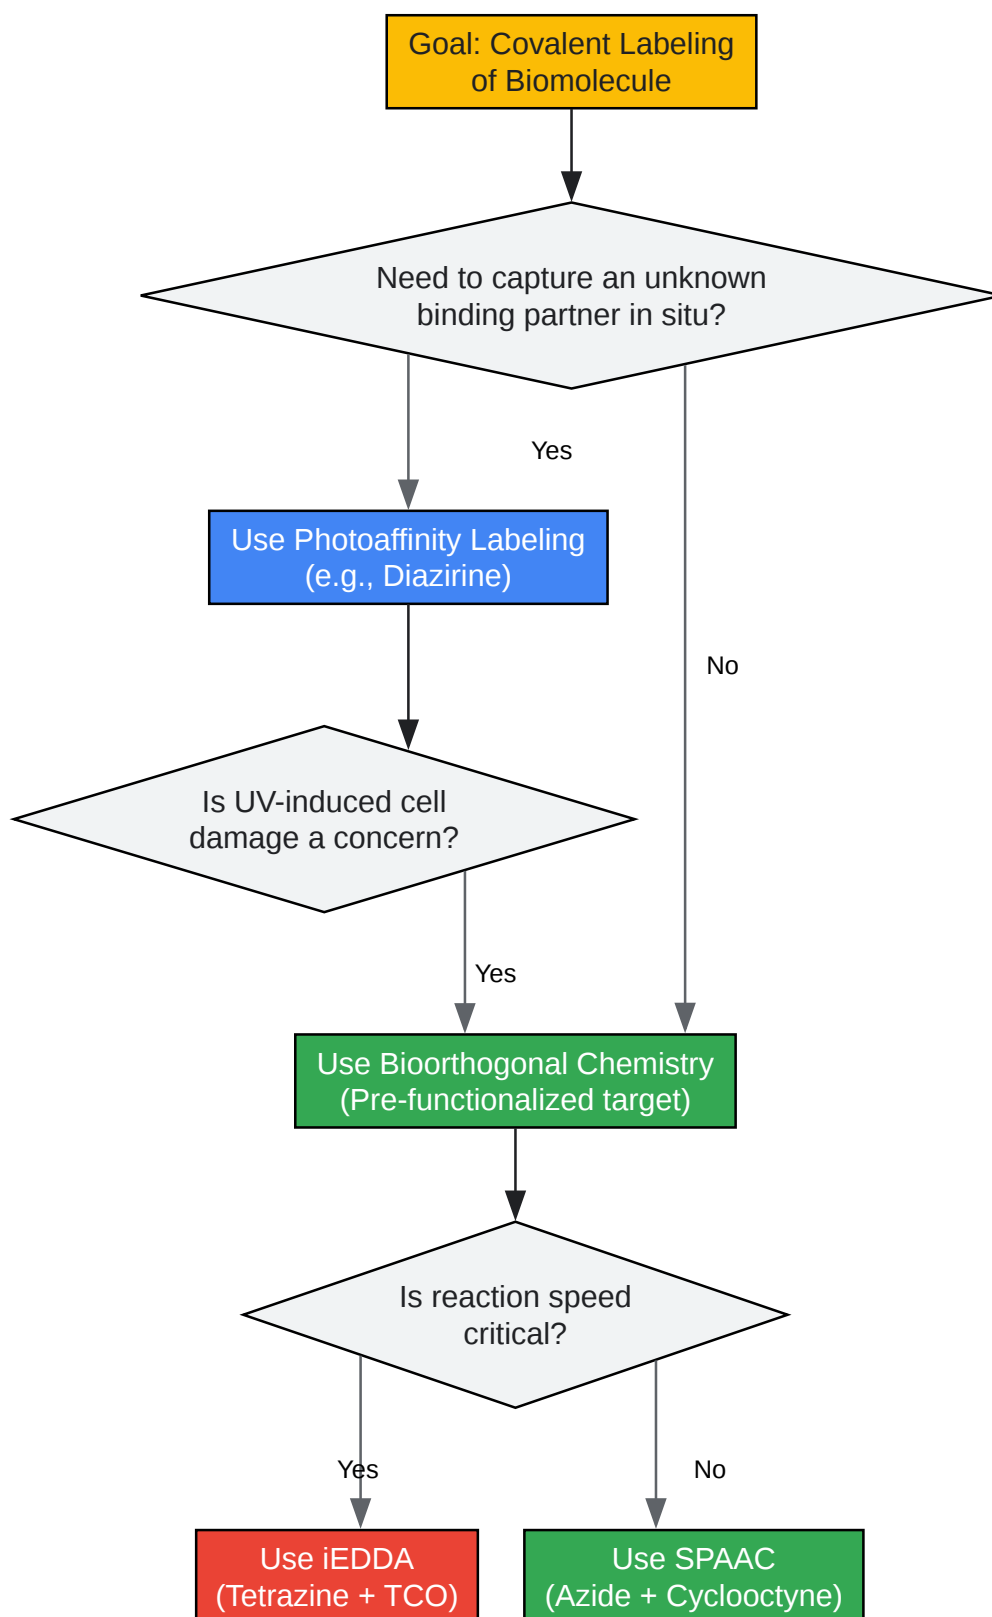 Goal: Covalent Labeling
of Biomolecule
Need to capture an unknown
binding partner in situ?
Yes
Use Photoaffinity Labeling
(e.g., Diazirine)
No
Is UV-induced cell
damage a concern?
Yes
Use Bioorthogonal Chemistry
(Pre-functionalized target)
Is reaction speed
critical?
Yes
No
Use iEDDA
(Tetrazine + TCO)
Use SPAAC
(Azide + Cyclooctyne)